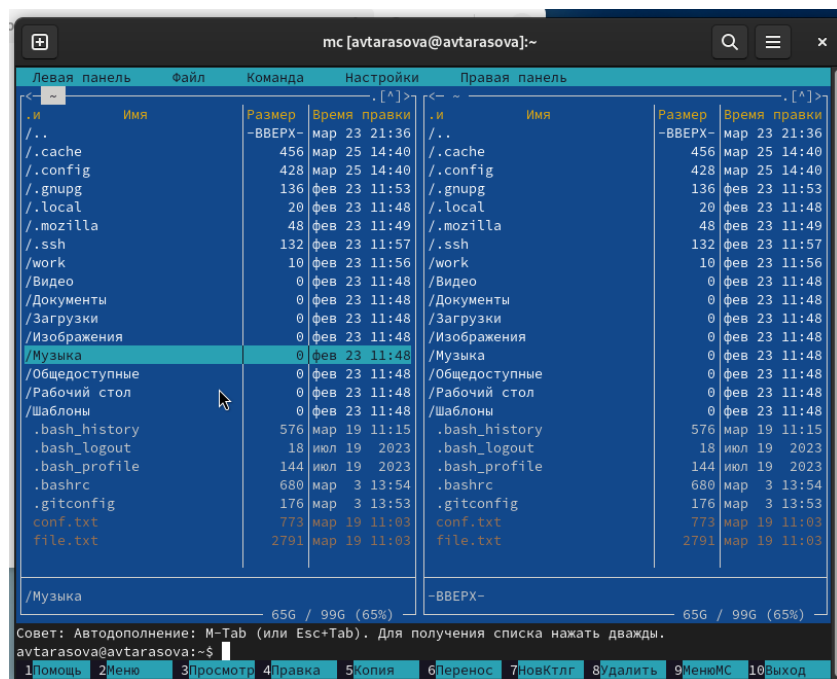 mc [avtarasova@avtarasova]:~
Левая панель Файл Команда Настройки Правая панель
<— ~ .[^]> <— ~ .[^]>
.и Имя Размер Время правки .и Имя Размер Время правки
/.. -ВВЕРХ- мар 23 21:36 /.. -ВВЕРХ- мар 23 21:36
/.cache 456 мар 25 14:40 /.cache 456 мар 25 14:40
/.config 428 мар 25 14:40 /.config 428 мар 25 14:40
/.gnupg 136 фев 23 11:53 /.gnupg 136 фев 23 11:53
/.local 20 фев 23 11:48 /.local 20 фев 23 11:48
/.mozilla 48 фев 23 11:49 /.mozilla 48 фев 23 11:49
/.ssh 132 фев 23 11:57 /.ssh 132 фев 23 11:57
/work 10 фев 23 11:56 /work 10 фев 23 11:56
/Видео 0 фев 23 11:48 /Видео 0 фев 23 11:48
/Документы 0 фев 23 11:48 /Документы 0 фев 23 11:48
/Загрузки 0 фев 23 11:48 /Загрузки 0 фев 23 11:48
/Изображения 0 фев 23 11:48 /Изображения 0 фев 23 11:48
/Музыка 0 фев 23 11:48 /Музыка 0 фев 23 11:48
/Общедоступные 0 фев 23 11:48 /Общедоступные 0 фев 23 11:48
/Рабочий стол 0 фев 23 11:48 /Рабочий стол 0 фев 23 11:48
/Шаблоны 0 фев 23 11:48 /Шаблоны 0 фев 23 11:48
.bash_history 576 мар 19 11:15 .bash_history 576 мар 19 11:15
.bash_logout 18 июл 19 2023 .bash_logout 18 июл 19 2023
.bash_profile 144 июл 19 2023 .bash_profile 144 июл 19 2023
.bashrc 680 мар 3 13:54 .bashrc 680 мар 3 13:54
.gitconfig 176 мар 3 13:53 .gitconfig 176 мар 3 13:53
conf.txt 773 мар 19 11:03 conf.txt 773 мар 19 11:03
file.txt 2791 мар 19 11:03 file.txt 2791 мар 19 11:03
/Музыка -ВВЕРХ-
65G / 99G (65%) 65G / 99G (65%)
Совет: Автодополнение: M-Tab (или Esc+Tab). Для получения списка нажать дважды.
avtarasova@avtarasova:~$
1Помощь 2Меню 3Просмотр 4Правка 5Копия 6Перенос 7НовКтлг 8Удалить 9МенюМС 10Выход